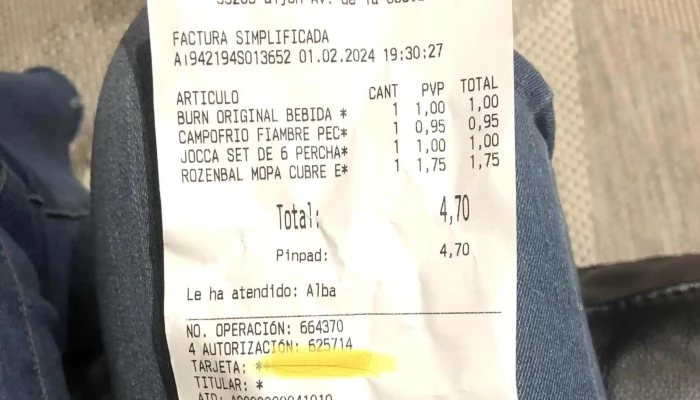 FACTURA SIMPLIFICADA
A1942194S013652 01.02.2024 19:30:27
ARTICULO CANT PVP TOTAL
BURN ORIGINAL BEBIDA * 1 1,00 1,00
CAMPOFRIO FIAMBRE PEC* 1 0,95 0,95
JOCCA SET DE 6 PERCHA* 1 1,00 1,00
ROZENBAL MOPA CUBRE E* 1 1,75 1,75
Total: 4,70
Pinpad: 4,70
Le ha atendido: Alba
NO. OPERACIÓN: 664370
4 AUTORIZACIÓN: 625714
TARJETA: *
TITULAR: *